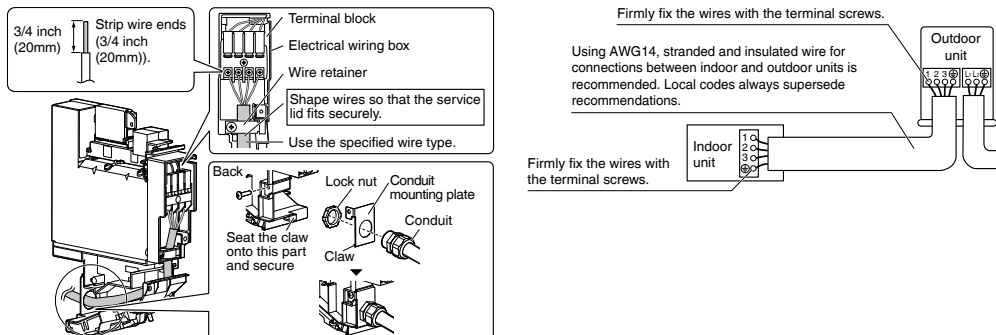 3/4 inch
(20mm)
Strip wire ends
(3/4 inch
(20mm)).
Terminal block
Electrical wiring box
Wire retainer
Shape wires so that the service
lid fits securely.
Use the specified wire type.
Back
Lock nut
Conduit
mounting plate
Conduit
Seat the claw
onto this part
and secure
Claw
Firmly fix the wires with the terminal screws.
Outdoor
unit
Using AWG14, stranded and insulated wire for
connections between indoor and outdoor units is
recommended. Local codes always supersede
recommendations.
1 2 3
L1 L2
Indoor
unit
1
2
3
Firmly fix the wires with
the terminal screws.